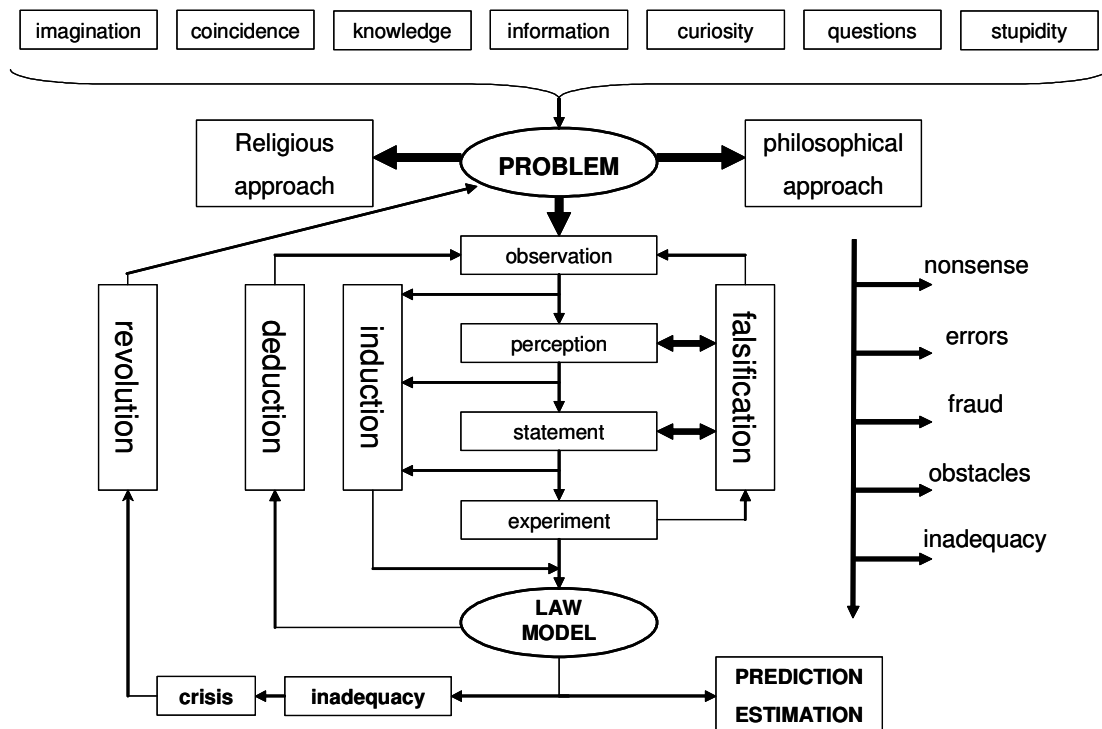 imagination
coincidence
knowledge
information
curiosity
questions
stupidity
Religious
approach
PROBLEM
philosophical
approach
observation
nonsense
revolution
deduction
induction
falsification
perception
errors
statement
fraud
obstacles
experiment
inadequacy
LAW
MODEL
crisis
inadequacy
PREDICTION
ESTIMATION